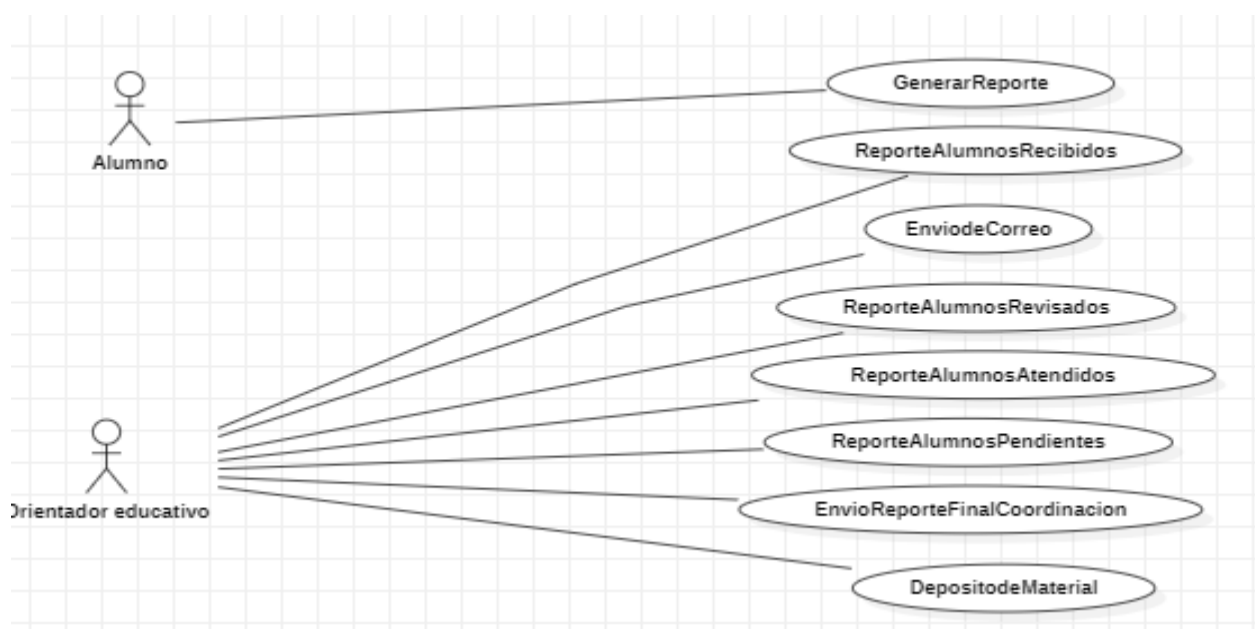 GenerarReporte
ReporteAlumnosRecibidos
Alumno
EnviodeCorreo
ReporteAlumnosRevisados
ReporteAlumnosAtendidos
ReporteAlumnosPendientes
Orientador educativo
EnvioReporteFinalCoordinacion
DepositodeMaterial